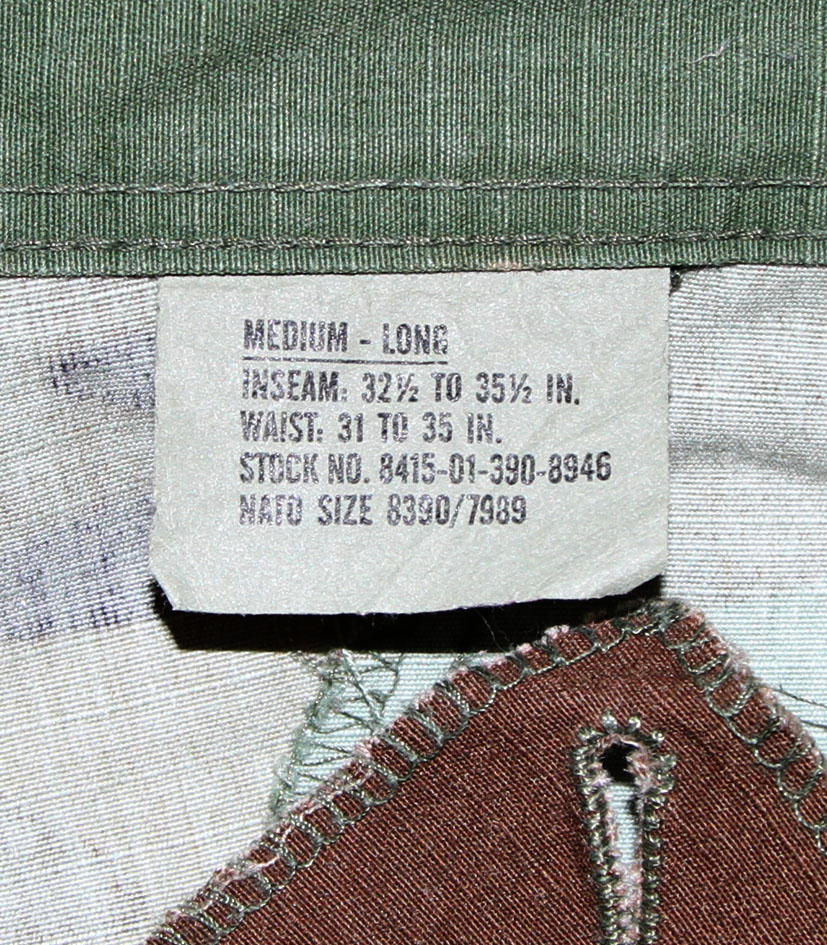 MEDIUM - LONG
INSEAM: 32½ TO 35½ IN.
WAIST: 31 TO 35 IN.
STOCK NO. 8415-01-390-8946
NATO SIZE 8390/7989